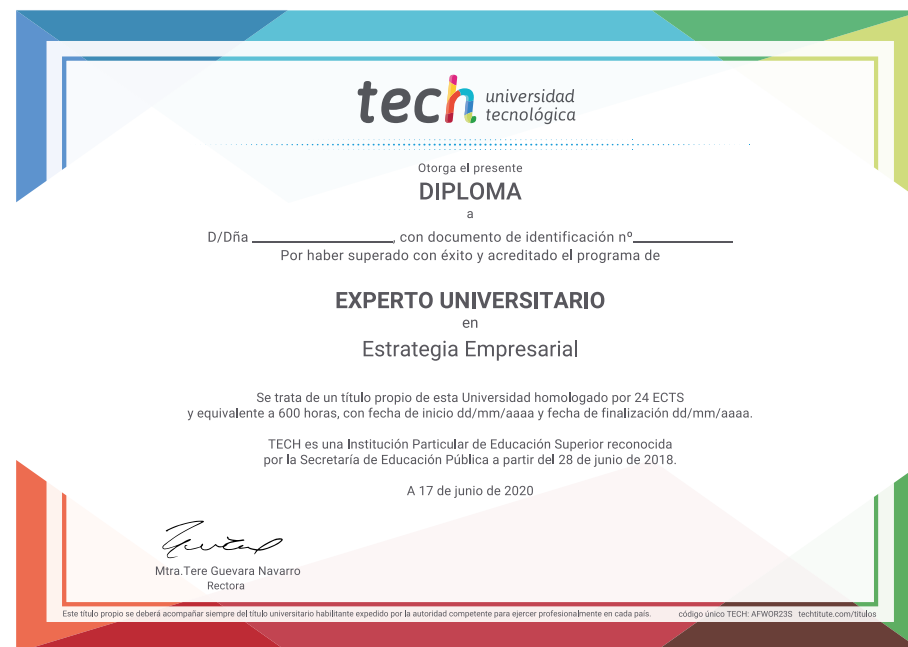 tech universidad
tecnológica
Otorga el presente
DIPLOMA
a
D/Dña ____________________, con documento de identificación nº______________
Por haber superado con éxito y acreditado el programa de
EXPERTO UNIVERSITARIO
en
Estrategia Empresarial
Se trata de un título propio de esta Universidad homologado por 24 ECTS
y equivalente a 600 horas, con fecha de inicio dd/mm/aaaa y fecha de finalización dd/mm/aaaa.
TECH es una Institución Particular de Educación Superior reconocida
por la Secretaría de Educación Pública a partir del 28 de junio de 2018.
A 17 de junio de 2020
Mtra.Tere Guevara Navarro
Rectora
Este título propio se deberá acompañar siempre del título universitario habilitante expedido por la autoridad competente para ejercer profesionalmente en cada país. código único TECH: AFWOR23S techtitute.com/titulos